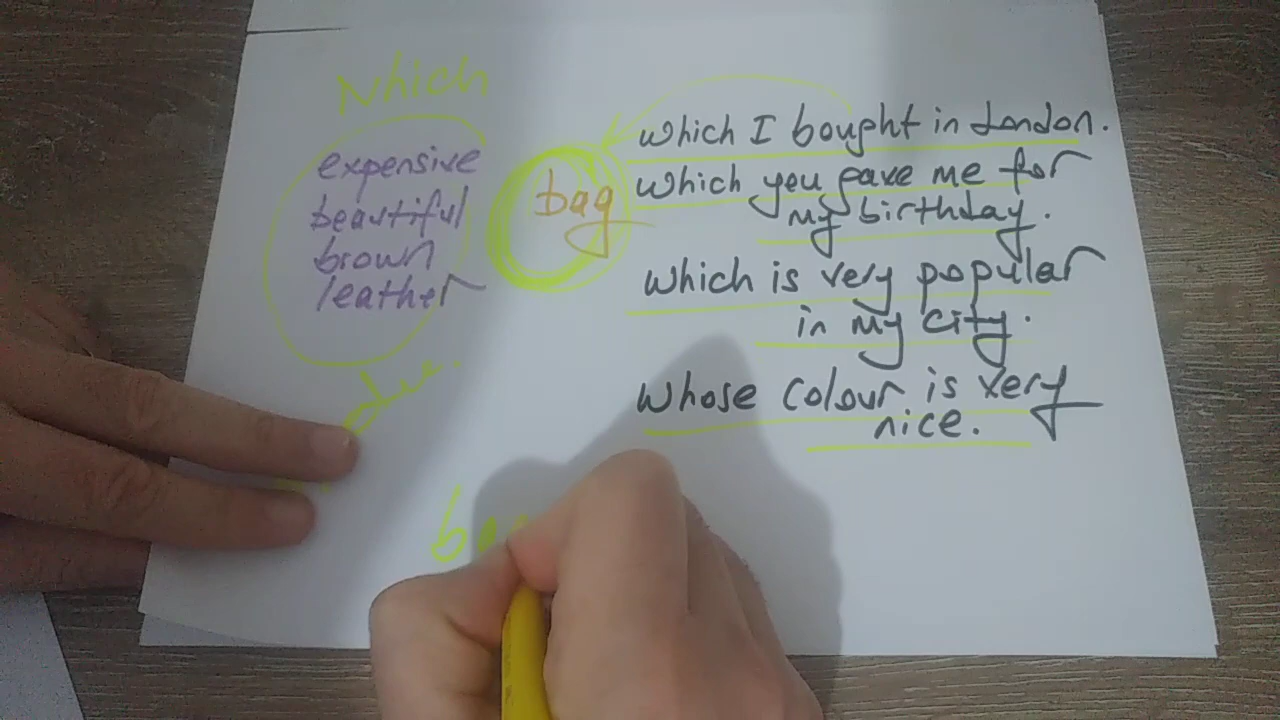 Which
expensive
beautiful
brown
leather
bag
which I bought in London.
which you gave me for
my birthday.
which is very popular
in my city.
whose colour is very
nice.